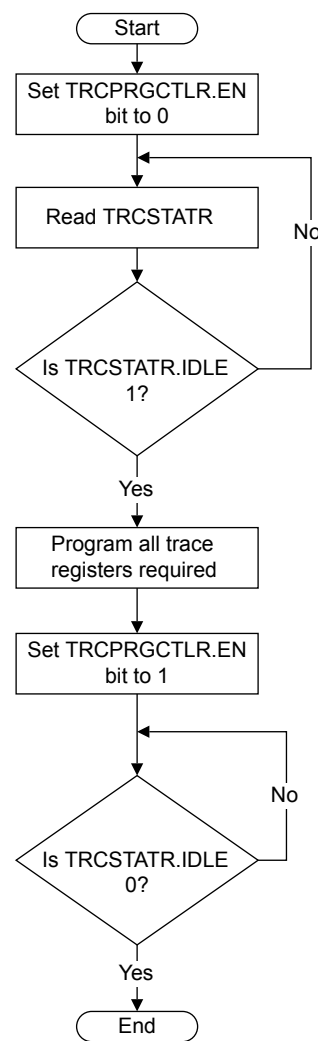 Start
Set TRCPRGCTLR.EN
bit to 0
Read TRCSTATR
No
Is TRCSTATR.IDLE
1?
Yes
Program all trace
registers required
Set TRCPRGCTLR.EN
bit to 1
No
Is TRCSTATR.IDLE
0?
Yes
End